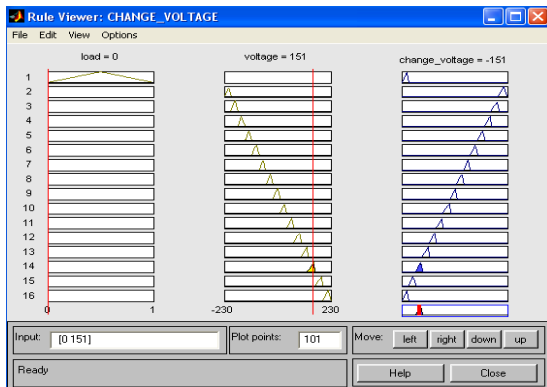 Rule Viewer: CHANGE_VOLTAGE
File Edit View Options
load = 0
voltage = 151
change_voltage = -151
1
2
3
4
5
6
7
8
9
10
11
12
13
14
15
16
0 1
-230 230
Input: [0 151]
Plot points: 101
Move: left right down up
Ready
Help Close